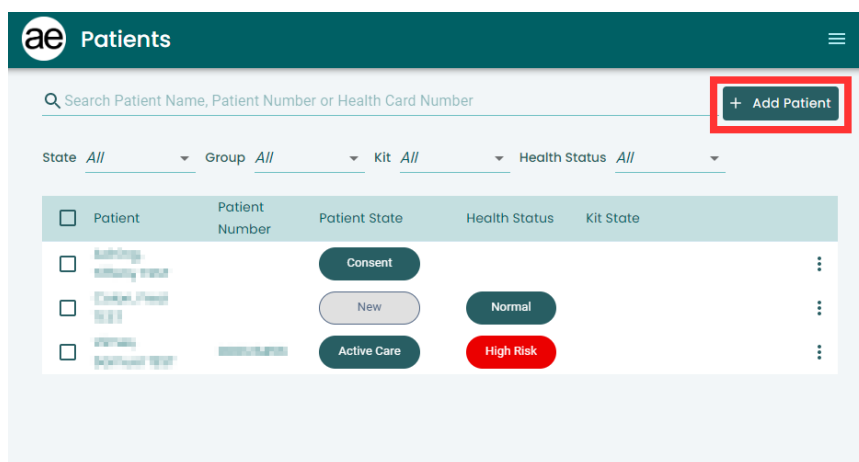 ae Patients
Search Patient Name, Patient Number or Health Card Number
+ Add Patient
State All Group All Kit All Health Status All
Patient Patient Number Patient State Health Status Kit State
Consent
New Normal
Active Care High Risk